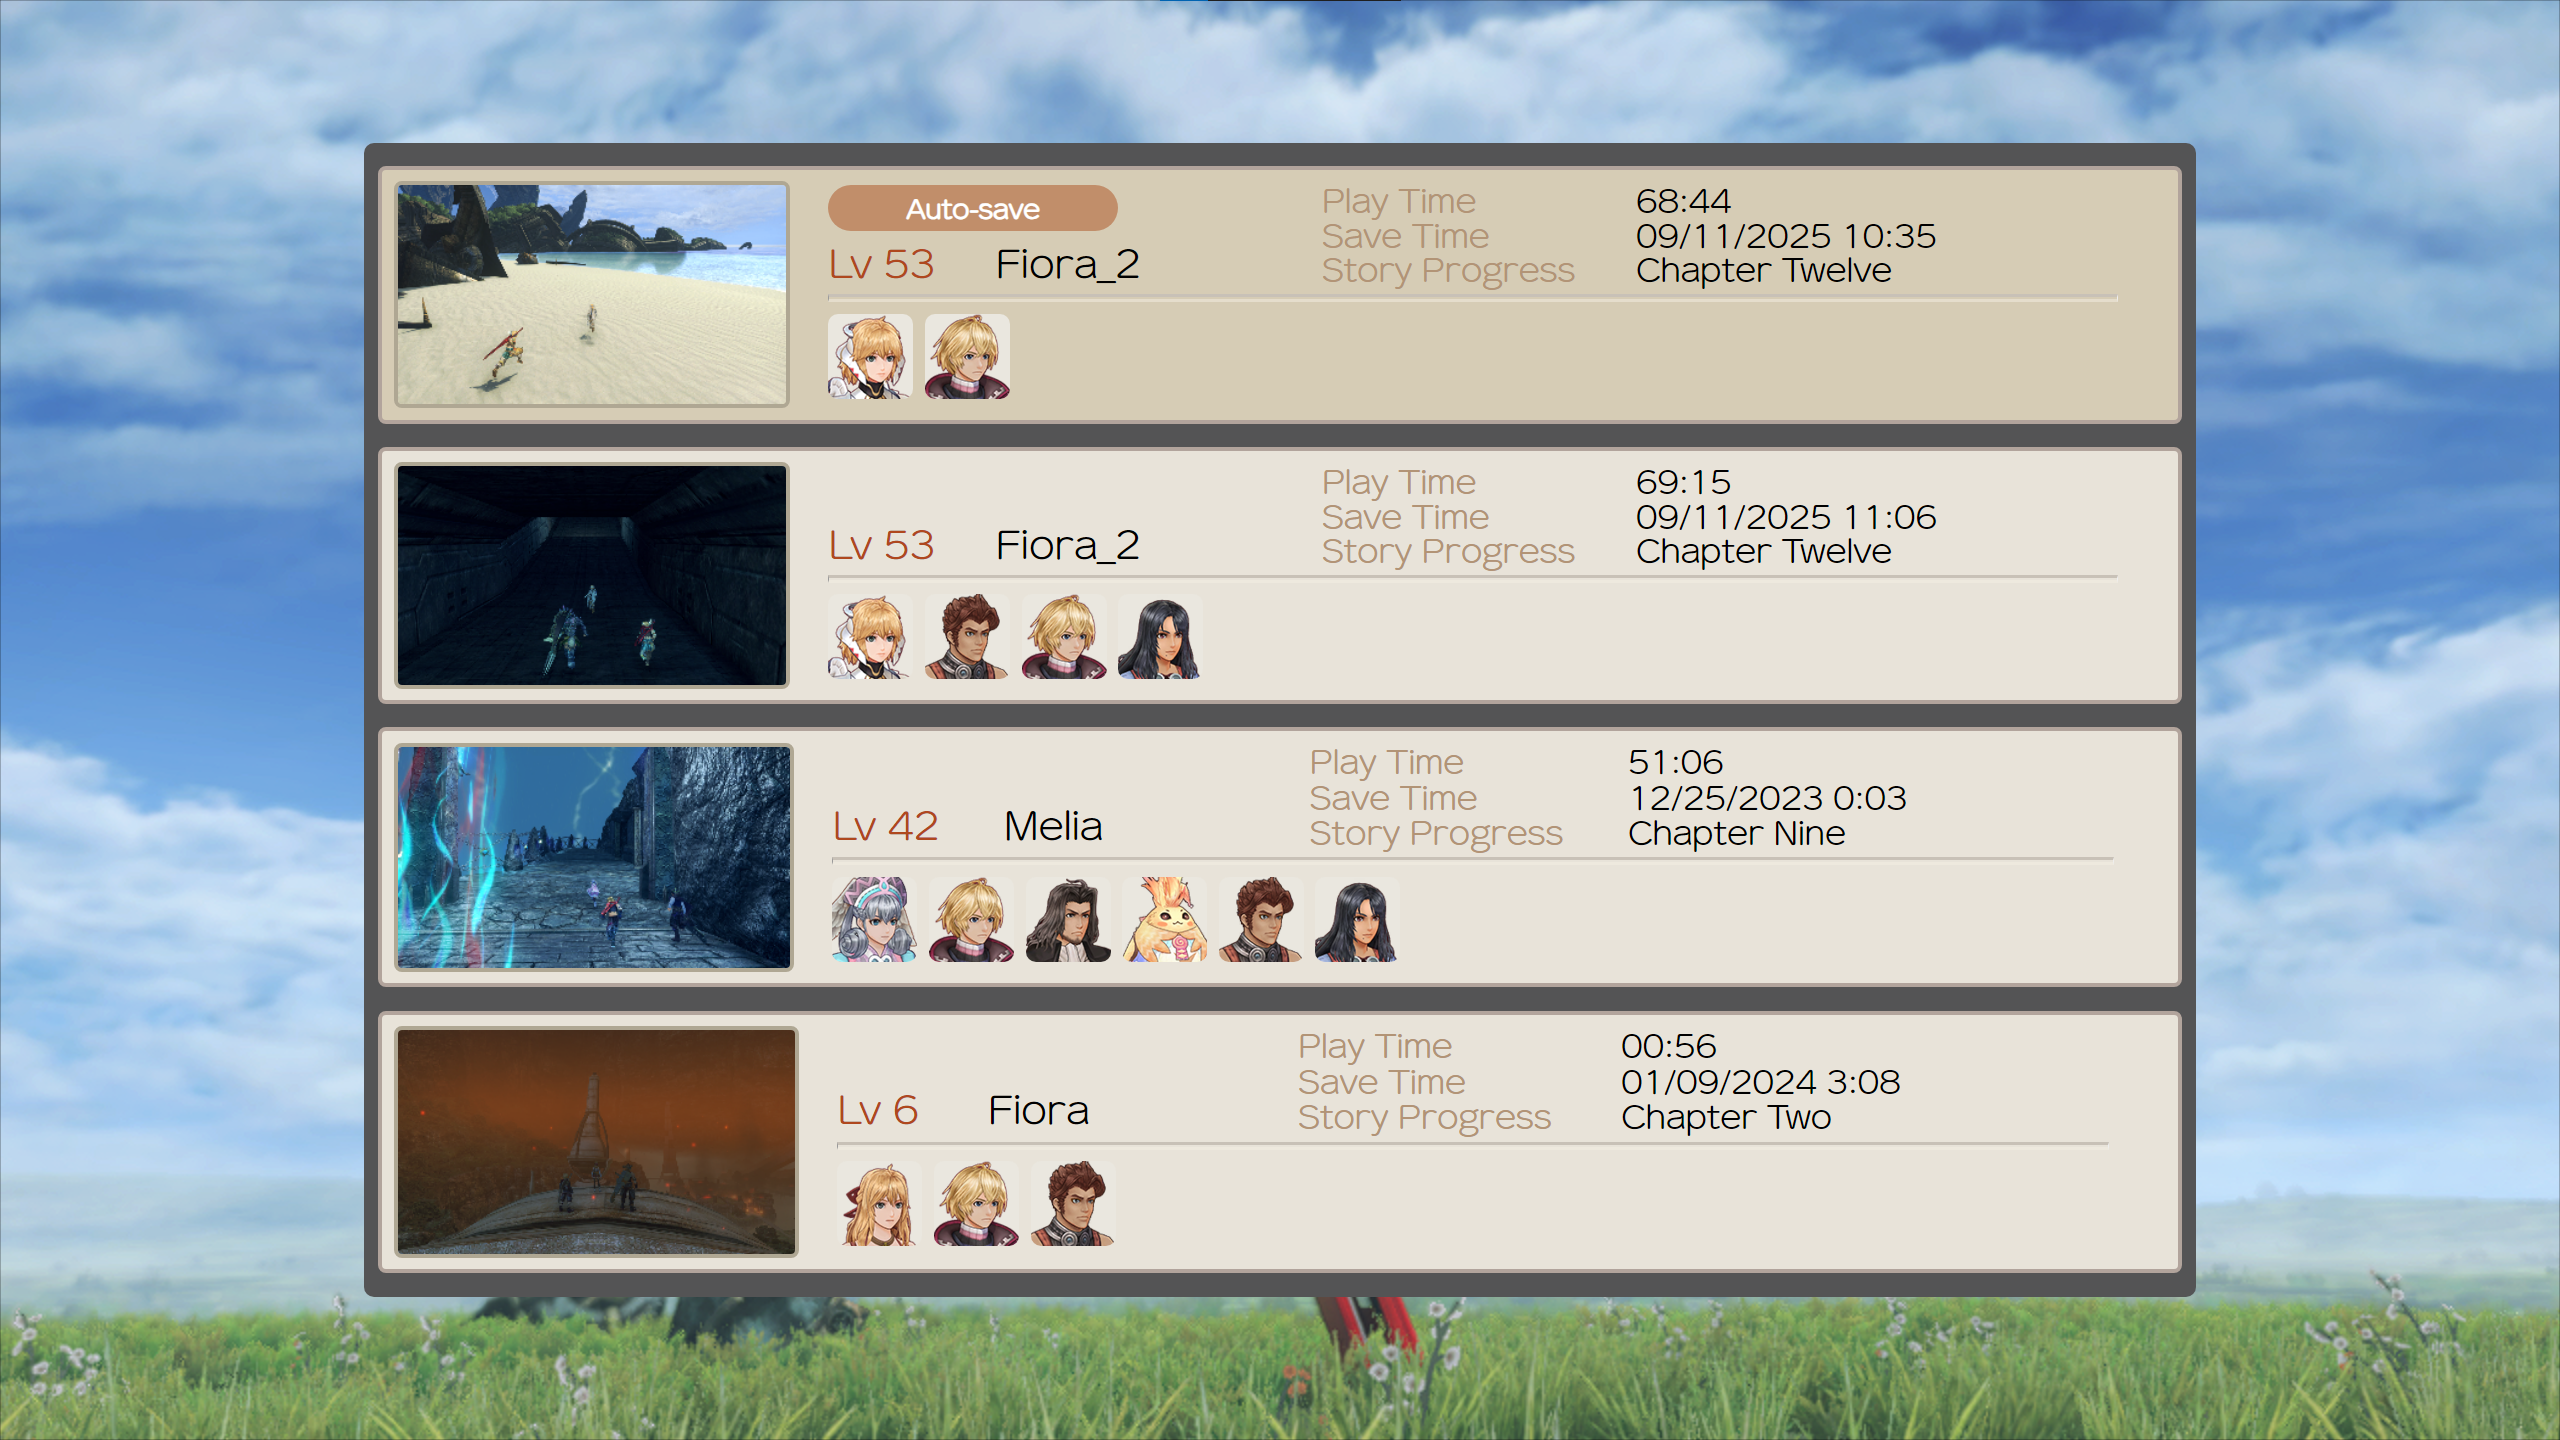 Auto-save
Lv 53 Fiora_2
Play Time 68:44
Save Time 09/11/2025 10:35
Story Progress Chapter Twelve
Lv 53 Fiora_2
Play Time 69:15
Save Time 09/11/2025 11:06
Story Progress Chapter Twelve
Lv 42 Melia
Play Time 51:06
Save Time 12/25/2023 0:03
Story Progress Chapter Nine
Lv 6 Fiora
Play Time 00:56
Save Time 01/09/2024 3:08
Story Progress Chapter Two